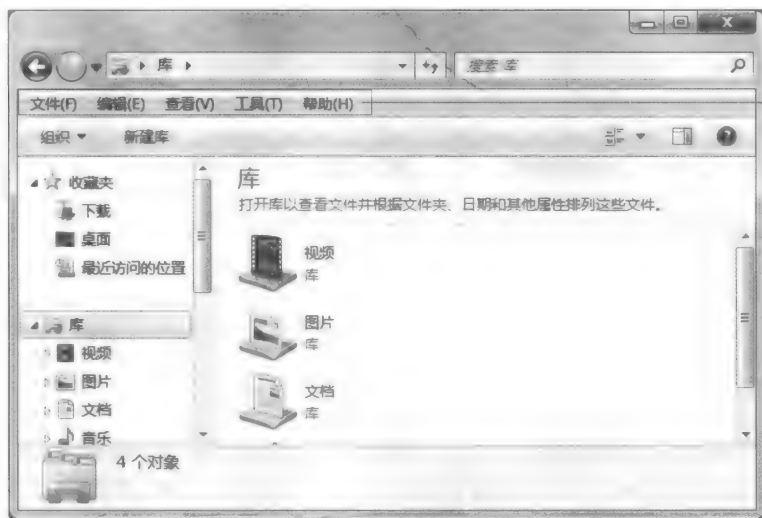 库
搜索 库
文件(F) 编辑(E) 查看(V) 工具(T) 帮助(H)
组织 新建库
收藏夹
下载
桌面
最近访问的位置
库
视频
图片
文档
音乐
库
打开库以查看文件并根据文件夹、日期和其他属性排列这些文件。
视频
库
图片
库
文档
库
4 个对象